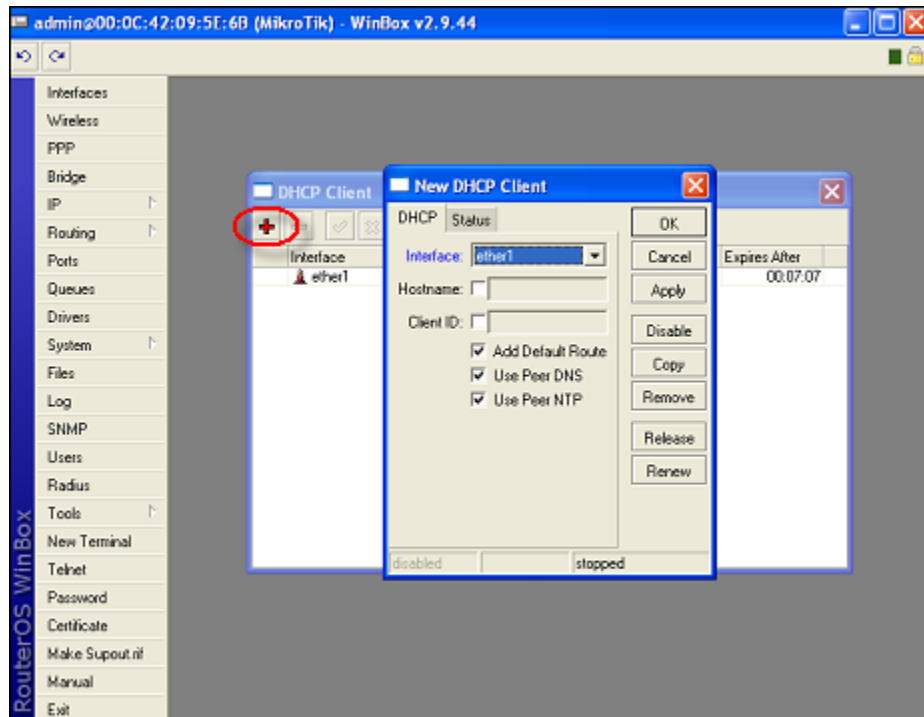 admin@00:0C:42:09:5E:6B (MikroTik) - WinBox v2.9.44
Interfaces
Wireless
PPP
Bridge
IP
Routing
Ports
Queues
Drivers
System
Files
Log
SNMP
Users
Radius
Tools
New Terminal
Telnet
Password
Certificate
Make Supout.rif
Manual
Exit
RouterOS WinBox
DHCP Client
Interface
Expires After
ether1
00:07:07
New DHCP Client
DHCP
Status
Interface: ether1
Hostname:
Client ID:
Add Default Route
Use Peer DNS
Use Peer NTP
OK
Cancel
Apply
Disable
Copy
Remove
Release
Renew
disabled
stopped